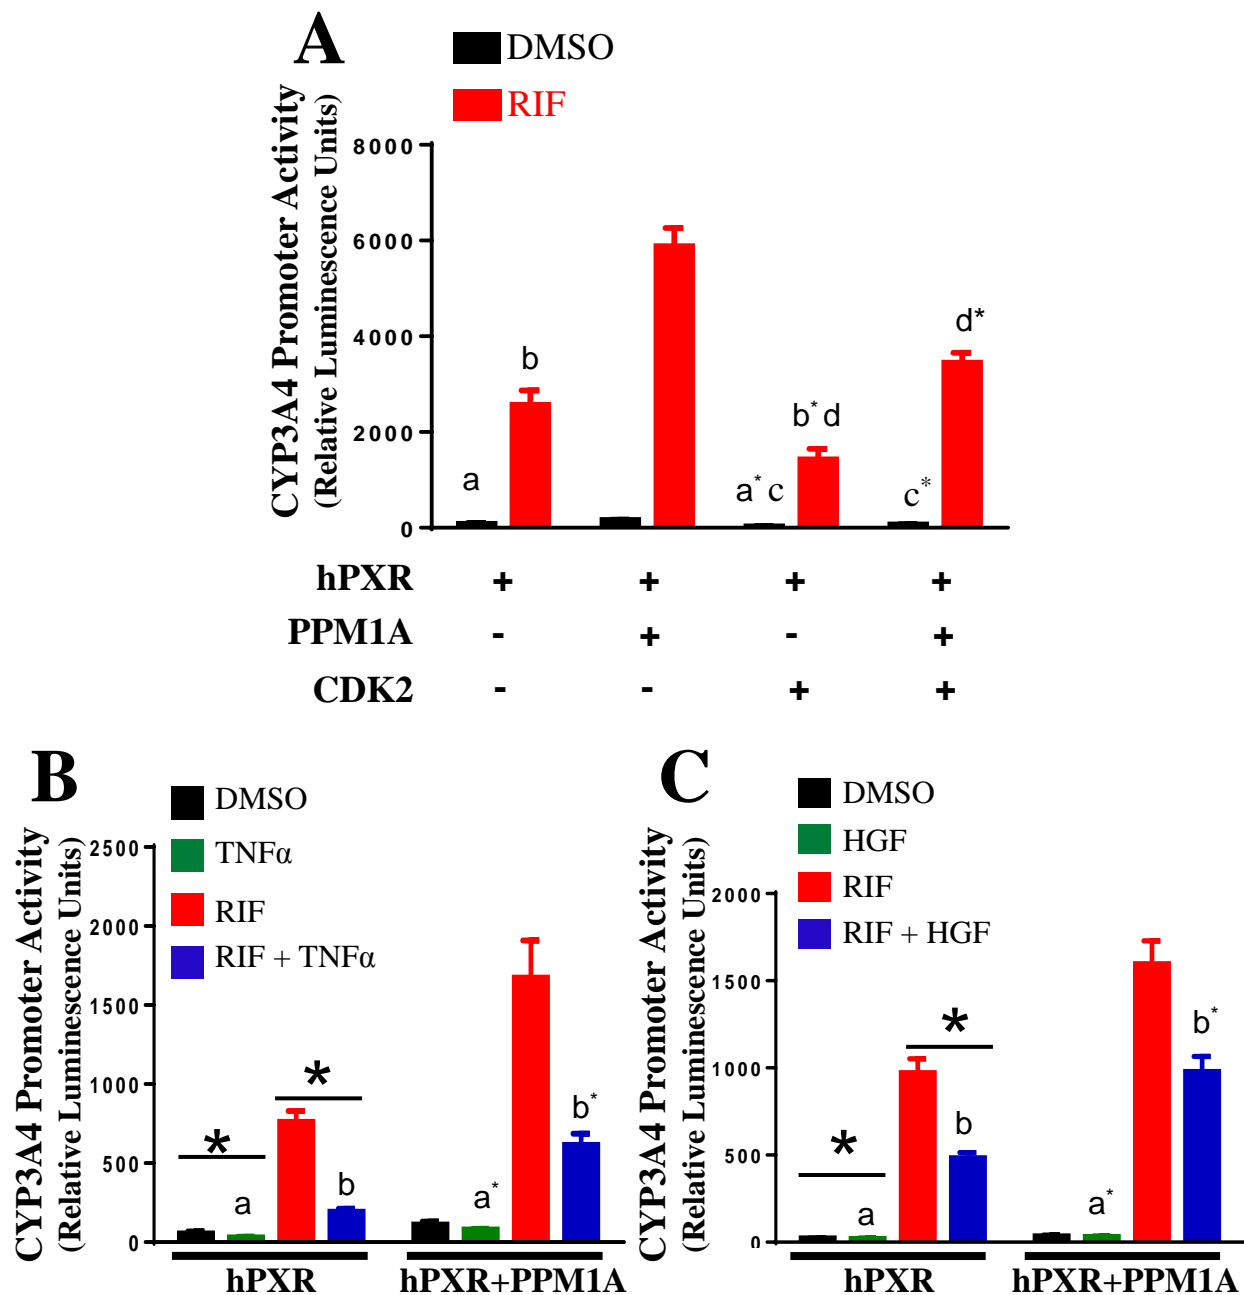 A
DMSO
RIF
CYP3A4 Promoter Activity
(Relative Luminescence Units)
8000
6000
4000
2000
0
a
b
a* c
b* d
c*
d*
hPXR + + + +
PPM1A - + - +
CDK2 - - + +
B
DMSO
TNFα
RIF
RIF + TNFα
CYP3A4 Promoter Activity
(Relative Luminescence Units)
2500
2000
1500
1000
500
0
*
*
a
b
a*
b*
hPXR
hPXR+PPM1A
C
DMSO
HGF
RIF
RIF + HGF
CYP3A4 Promoter Activity
(Relative Luminescence Units)
2000
1500
1000
500
0
*
*
a
b
a*
b*
hPXR
hPXR+PPM1A